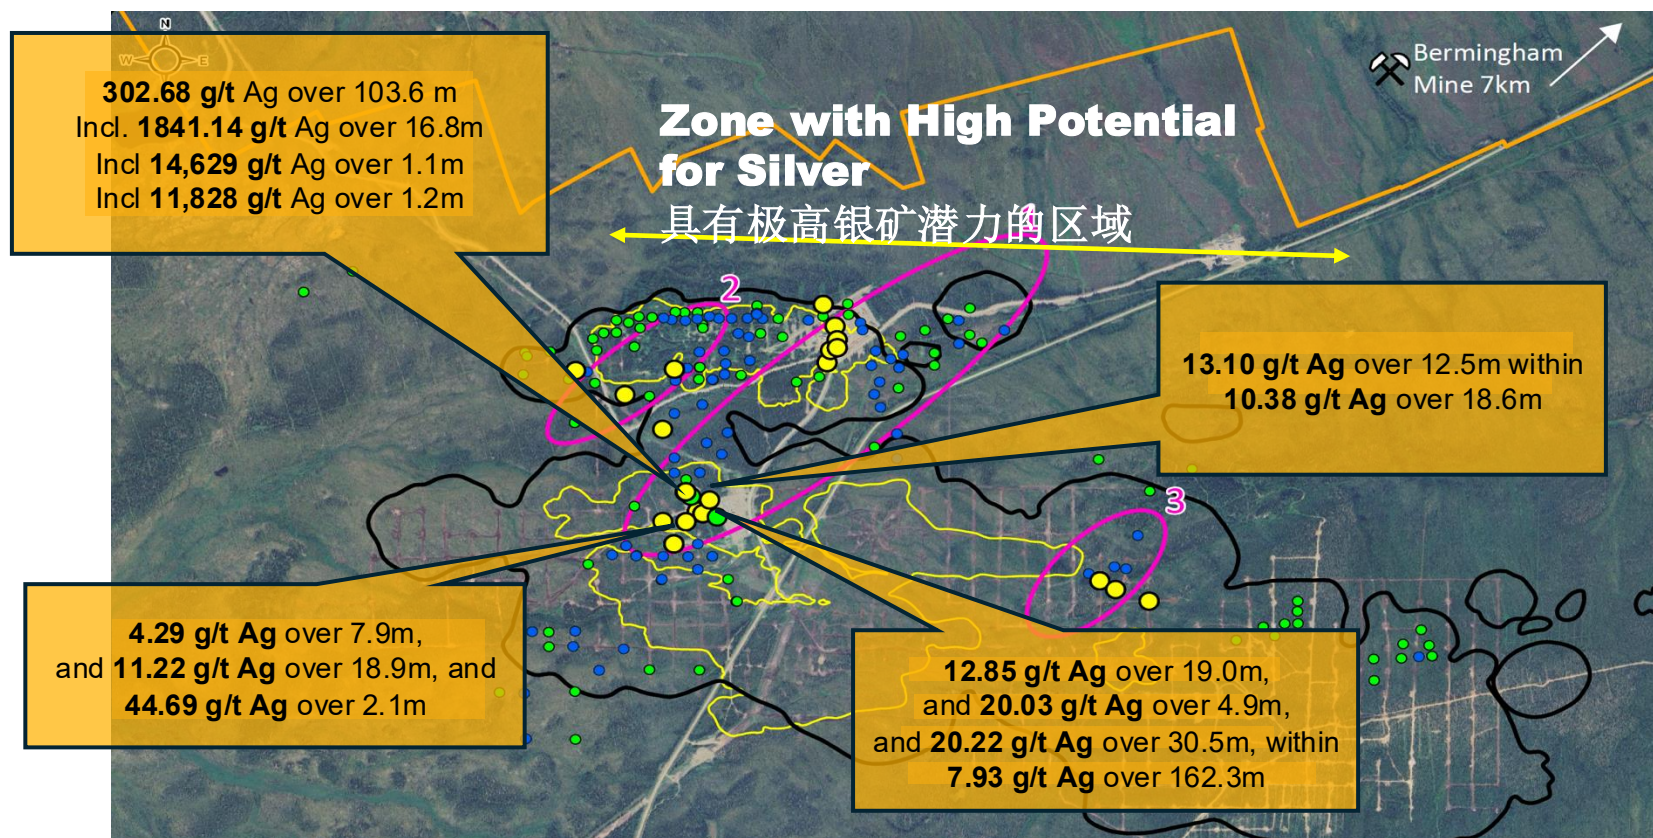 N
W E
302.68 g/t Ag over 103.6 m
Incl. 1841.14 g/t Ag over 16.8m
Incl 14,629 g/t Ag over 1.1m
Incl 11,828 g/t Ag over 1.2m
Bermingham
Mine 7km
Zone with High Potential
for Silver
具有极高银矿潜力的区域
1
2
13.10 g/t Ag over 12.5m within
10.38 g/t Ag over 18.6m
3
4.29 g/t Ag over 7.9m,
and 11.22 g/t Ag over 18.9m, and
44.69 g/t Ag over 2.1m
12.85 g/t Ag over 19.0m,
and 20.03 g/t Ag over 4.9m,
and 20.22 g/t Ag over 30.5m, within
7.93 g/t Ag over 162.3m